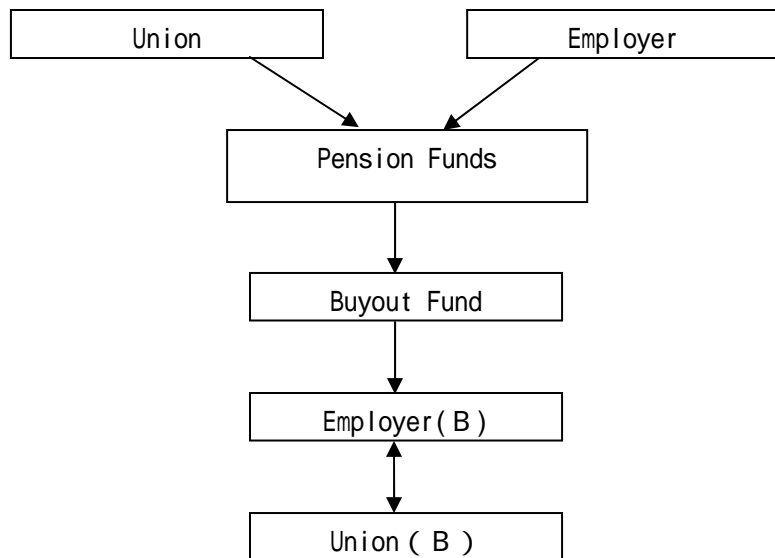 Union
Employer
Pension Funds
Buyout Fund
Employer(B)
Union(B)